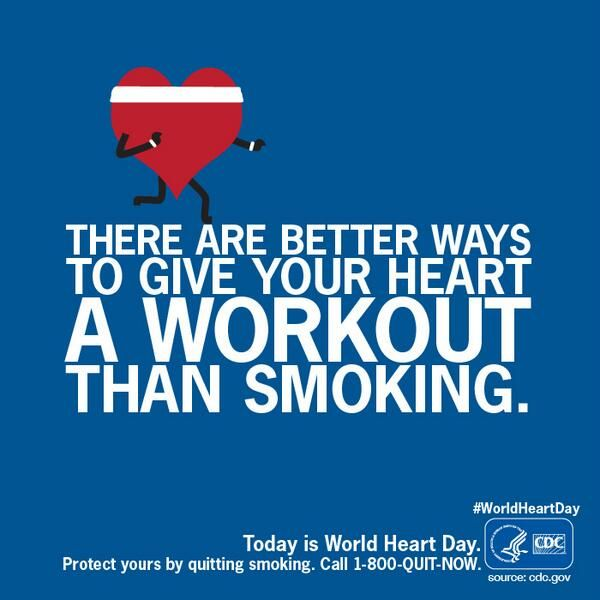 THERE ARE BETTER WAYS
TO GIVE YOUR HEART
A WORKOUT
THAN SMOKING.
#WorldHeartDay
Today is World Heart Day.
Protect yours by quitting smoking. Call 1-800-QUIT-NOW.
CDC
source: cdc.gov